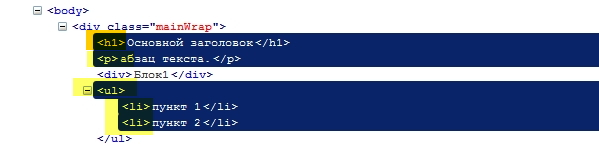 <body>
<div class="mainWrap">
<h1>Основной заголовок</h1>
<p>абзац текста.</p>
<div>Блок1</div>
<ul>
<li>пункт 1</li>
<li>пункт 2</li>
</ul>